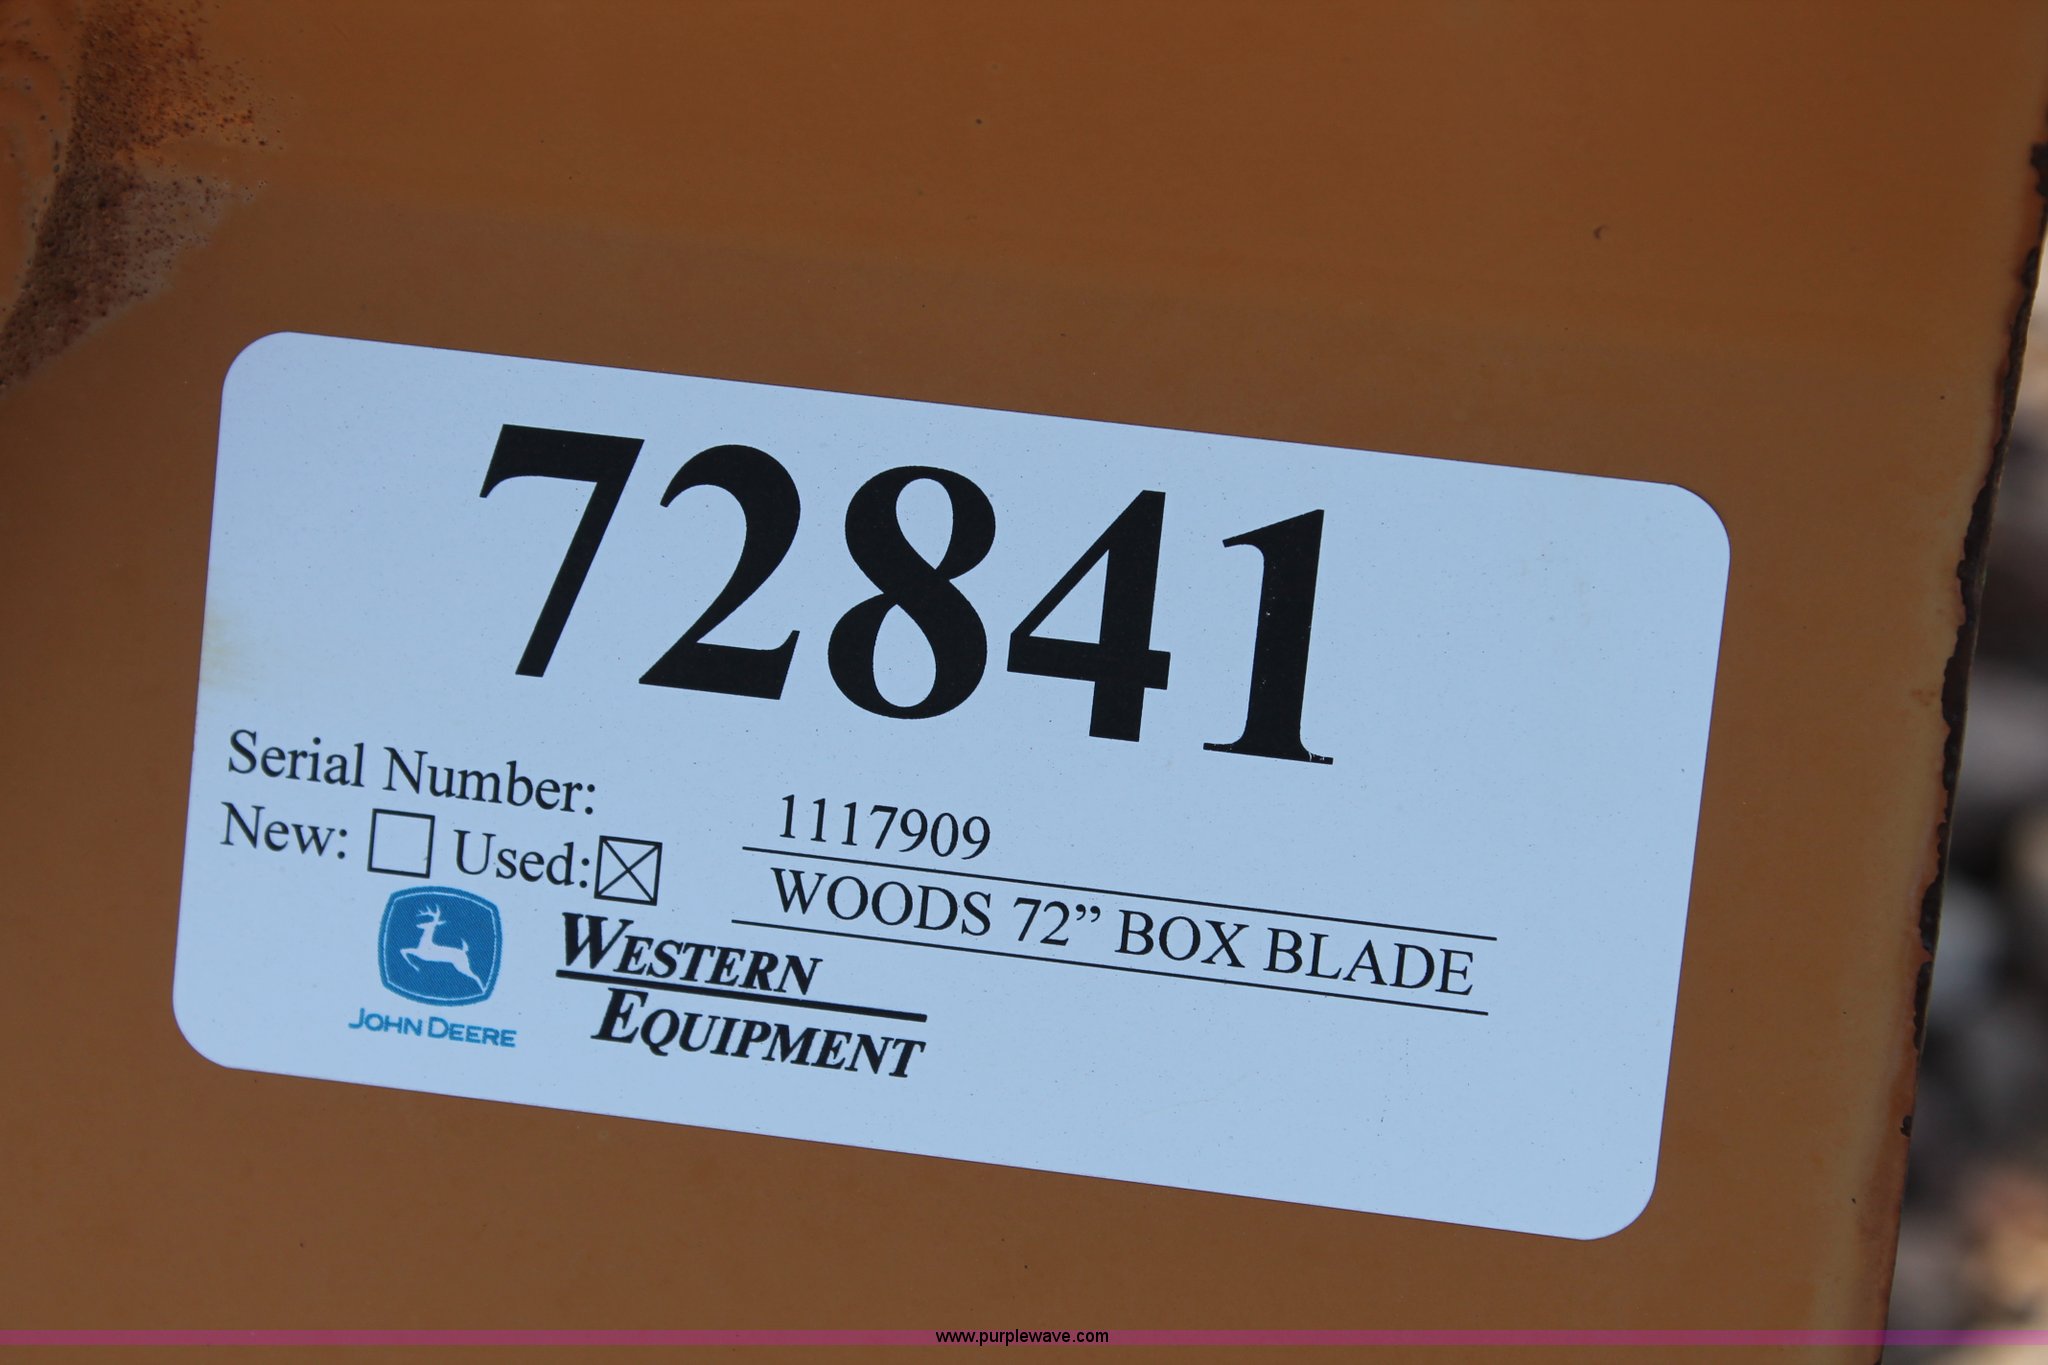 72841
Serial Number: 1117909
New: Used: WOODS 72” BOX BLADE
JOHN DEERE
WESTERN
EQUIPMENT
www.purplewave.com